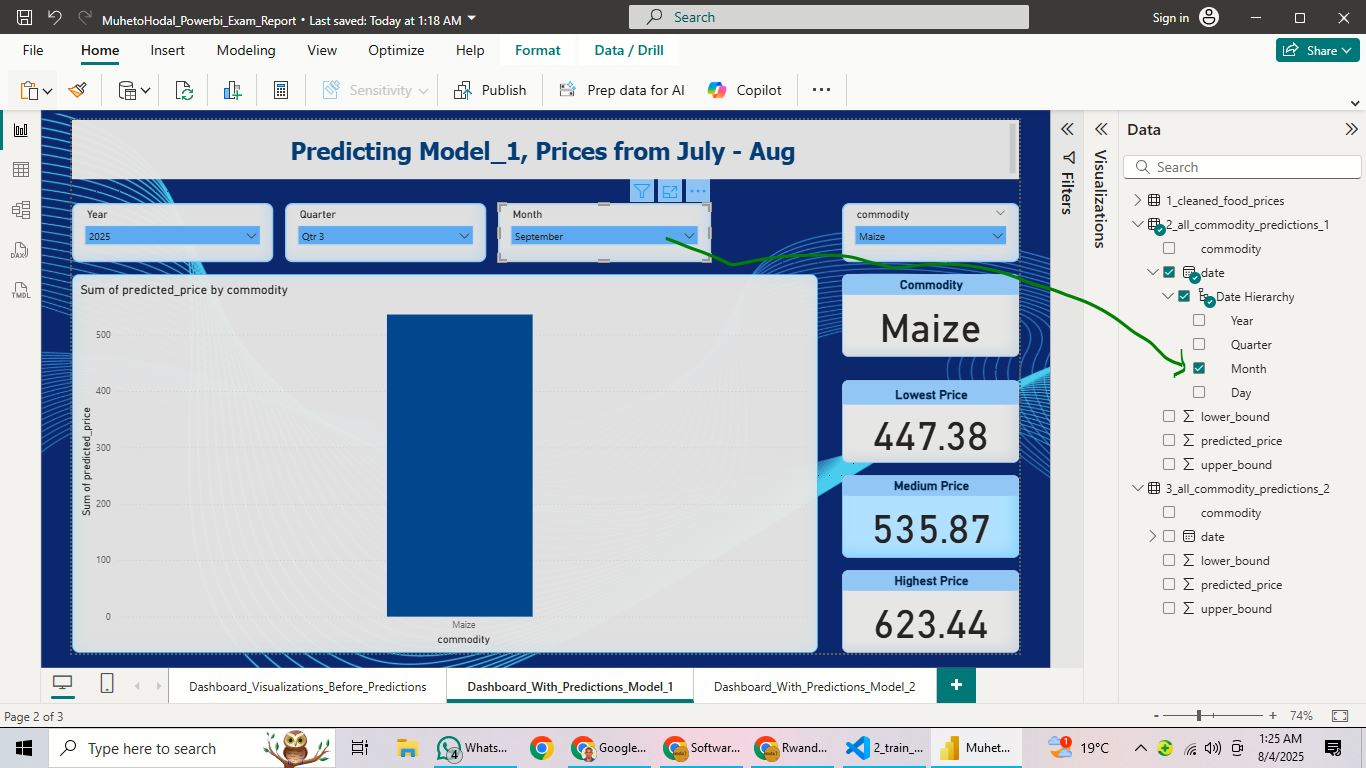 MuhetoHodal_Powerbi_Exam_Report • Last saved: Today at 1:18 AM
Search
Sign in
File Home Insert Modeling View Optimize Help Format Data / Drill
Share
Sensitivity
Publish
Prep data for AI
Copilot
Predicting Model_1, Prices from July - Aug
Year
2025
Quarter
Qtr 3
Month
September
commodity
Maize
Sum of predicted_price by commodity
Sum of predicted_price
500
400
300
200
100
0
Maize
commodity
Commodity
Maize
Lowest Price
447.38
Medium Price
535.87
Highest Price
623.44
Filters
Visualizations
Data
Search
1_cleaned_food_prices
2_all_commodity_predictions_1
commodity
date
Date Hierarchy
Year
Quarter
Month
Day
lower_bound
predicted_price
upper_bound
3_all_commodity_predictions_2
commodity
date
lower_bound
predicted_price
upper_bound
DAX
TMDL
Dashboard_Visualizations_Before_Predictions
Dashboard_With_Predictions_Model_1
Dashboard_With_Predictions_Model_2
Page 2 of 3
- + 74%
Type here to search
4
Whats...
Google...
Softwar...
Rwand...
2_train_...
Muhet...
1
19°C
1:25 AM
8/4/2025